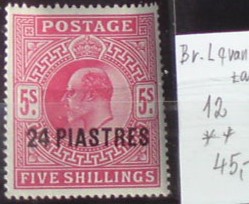 POSTAGE
5S. 5S.
24 PIASTRES
FIVE SHILLINGS
Br. Levan
12
**
45,-